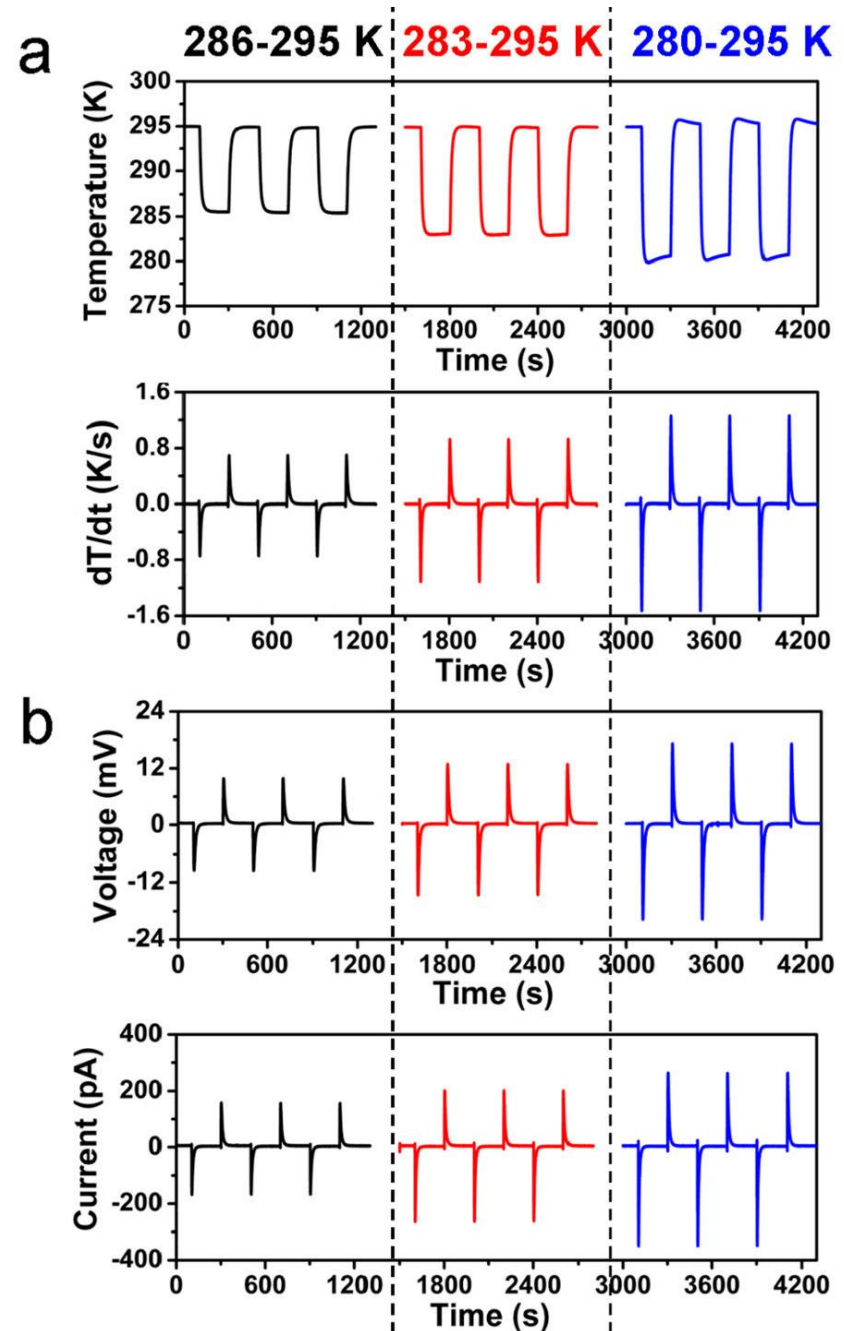 a
286-295 K 283-295 K 280-295 K
Temperature (K)
300
295
290
285
280
275
0 600 1200 1800 2400 3000 3600 4200
Time (s)
dT/dt (K/s)
1.6
0.8
0.0
-0.8
-1.6
0 600 1200 1800 2400 3000 3600 4200
Time (s)
b
Voltage (mV)
24
12
0
-12
-24
0 600 1200 1800 2400 3000 3600 4200
Time (s)
Current (pA)
400
200
0
-200
-400
0 600 1200 1800 2400 3000 3600 4200
Time (s)